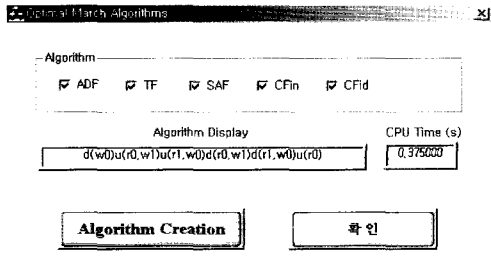 Optimal March Algorithms
Algorithm
ADF TF SAF CFin CFid
Algorithm Display CPU Time (s)
d(w0)u(r0,w1)u(r1,w0)d(r0,w1)d(r1,w0)u(r0) 0,375000
Algorithm Creation 확 인